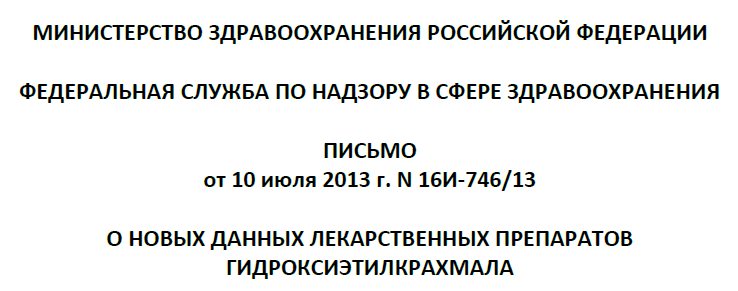 МИНИСТЕРСТВО ЗДРАВООХРАНЕНИЯ РОССИЙСКОЙ ФЕДЕРАЦИИ
ФЕДЕРАЛЬНАЯ СЛУЖБА ПО НАДЗОРУ В СФЕРЕ ЗДРАВООХРАНЕНИЯ
ПИСЬМО
от 10 июля 2013 г. N 16И-746/13
О НОВЫХ ДАННЫХ ЛЕКАРСТВЕННЫХ ПРЕПАРАТОВ
ГИДРОКСИЭТИЛКРАХМАЛА